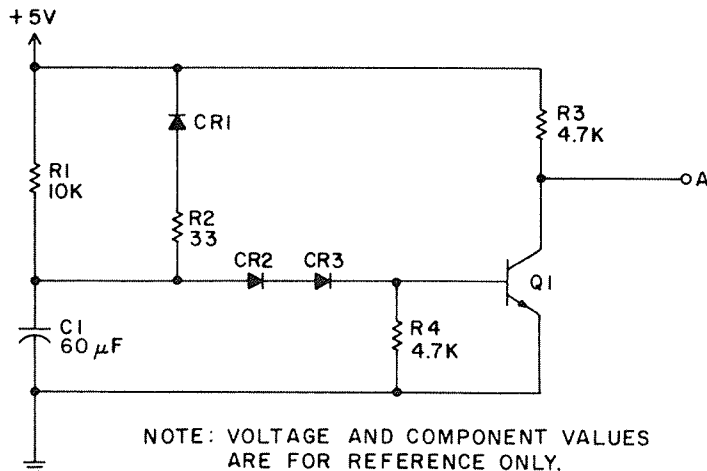 +5V
CR1
R3
4.7K
A
R1
10K
R2
33
CR2
CR3
Q1
C1
60 µF
R4
4.7K
NOTE: VOLTAGE AND COMPONENT VALUES
ARE FOR REFERENCE ONLY.